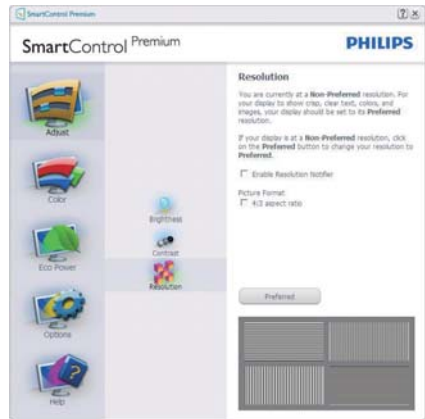 SmartControl Premium
SmartControl Premium
PHILIPS
Adjust
Color
Eco Power
Options
Help
Brightness
Contrast
Resolution
Resolution
You are currently at a Non-Preferred resolution. For
your display to show crisp, clear text, colors, and
images, your display should be set to its Preferred
resolution.
If your display is at a Non-Preferred resolution, click
on the Preferred button to change your resolution to
Preferred.
Enable Resolution Notifier
Picture Format:
4:3 aspect ratio
Preferred